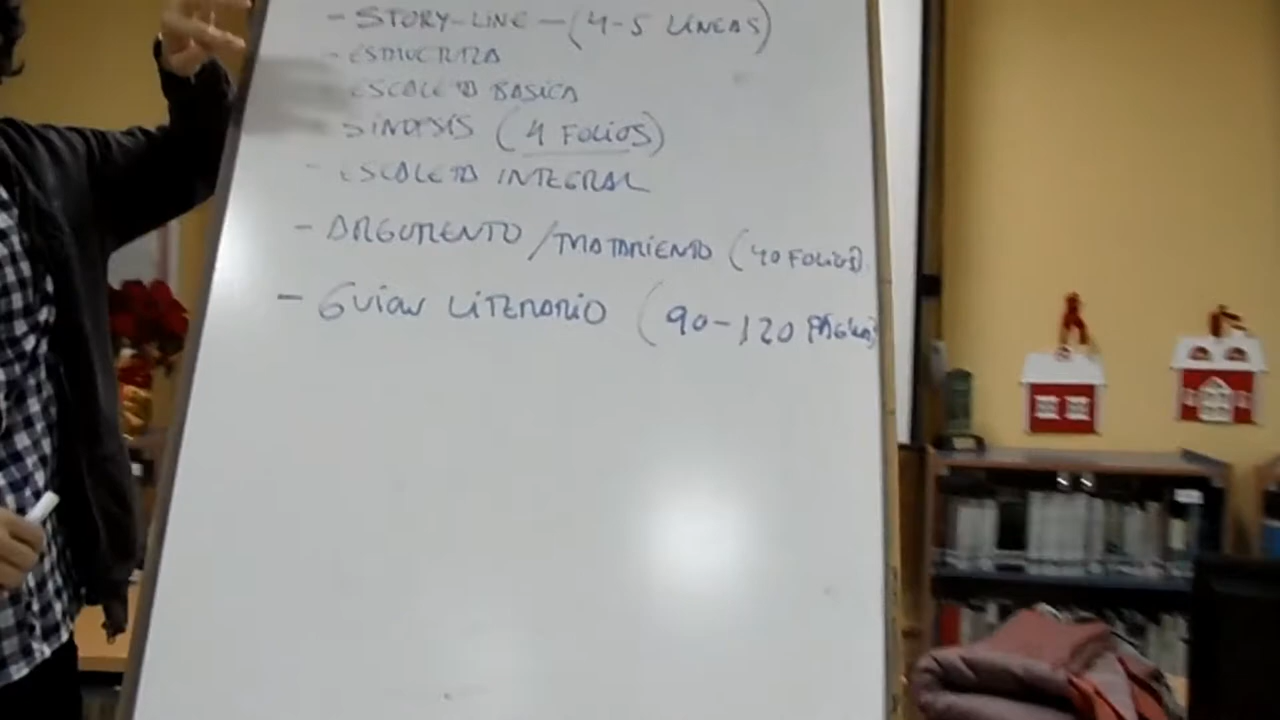 - STORY-LINE - (4-5 LÍNEAS)
- ESTRUCTURA
ESCALETA BASICA
SINOPSIS (4 FOLIOS)
- ESCALETA INTEGRAL
- ARGUMENTO / TRATAMIENTO (40 FOLIOS)
- GUION LITERARIO (90-120 PÁGINAS)